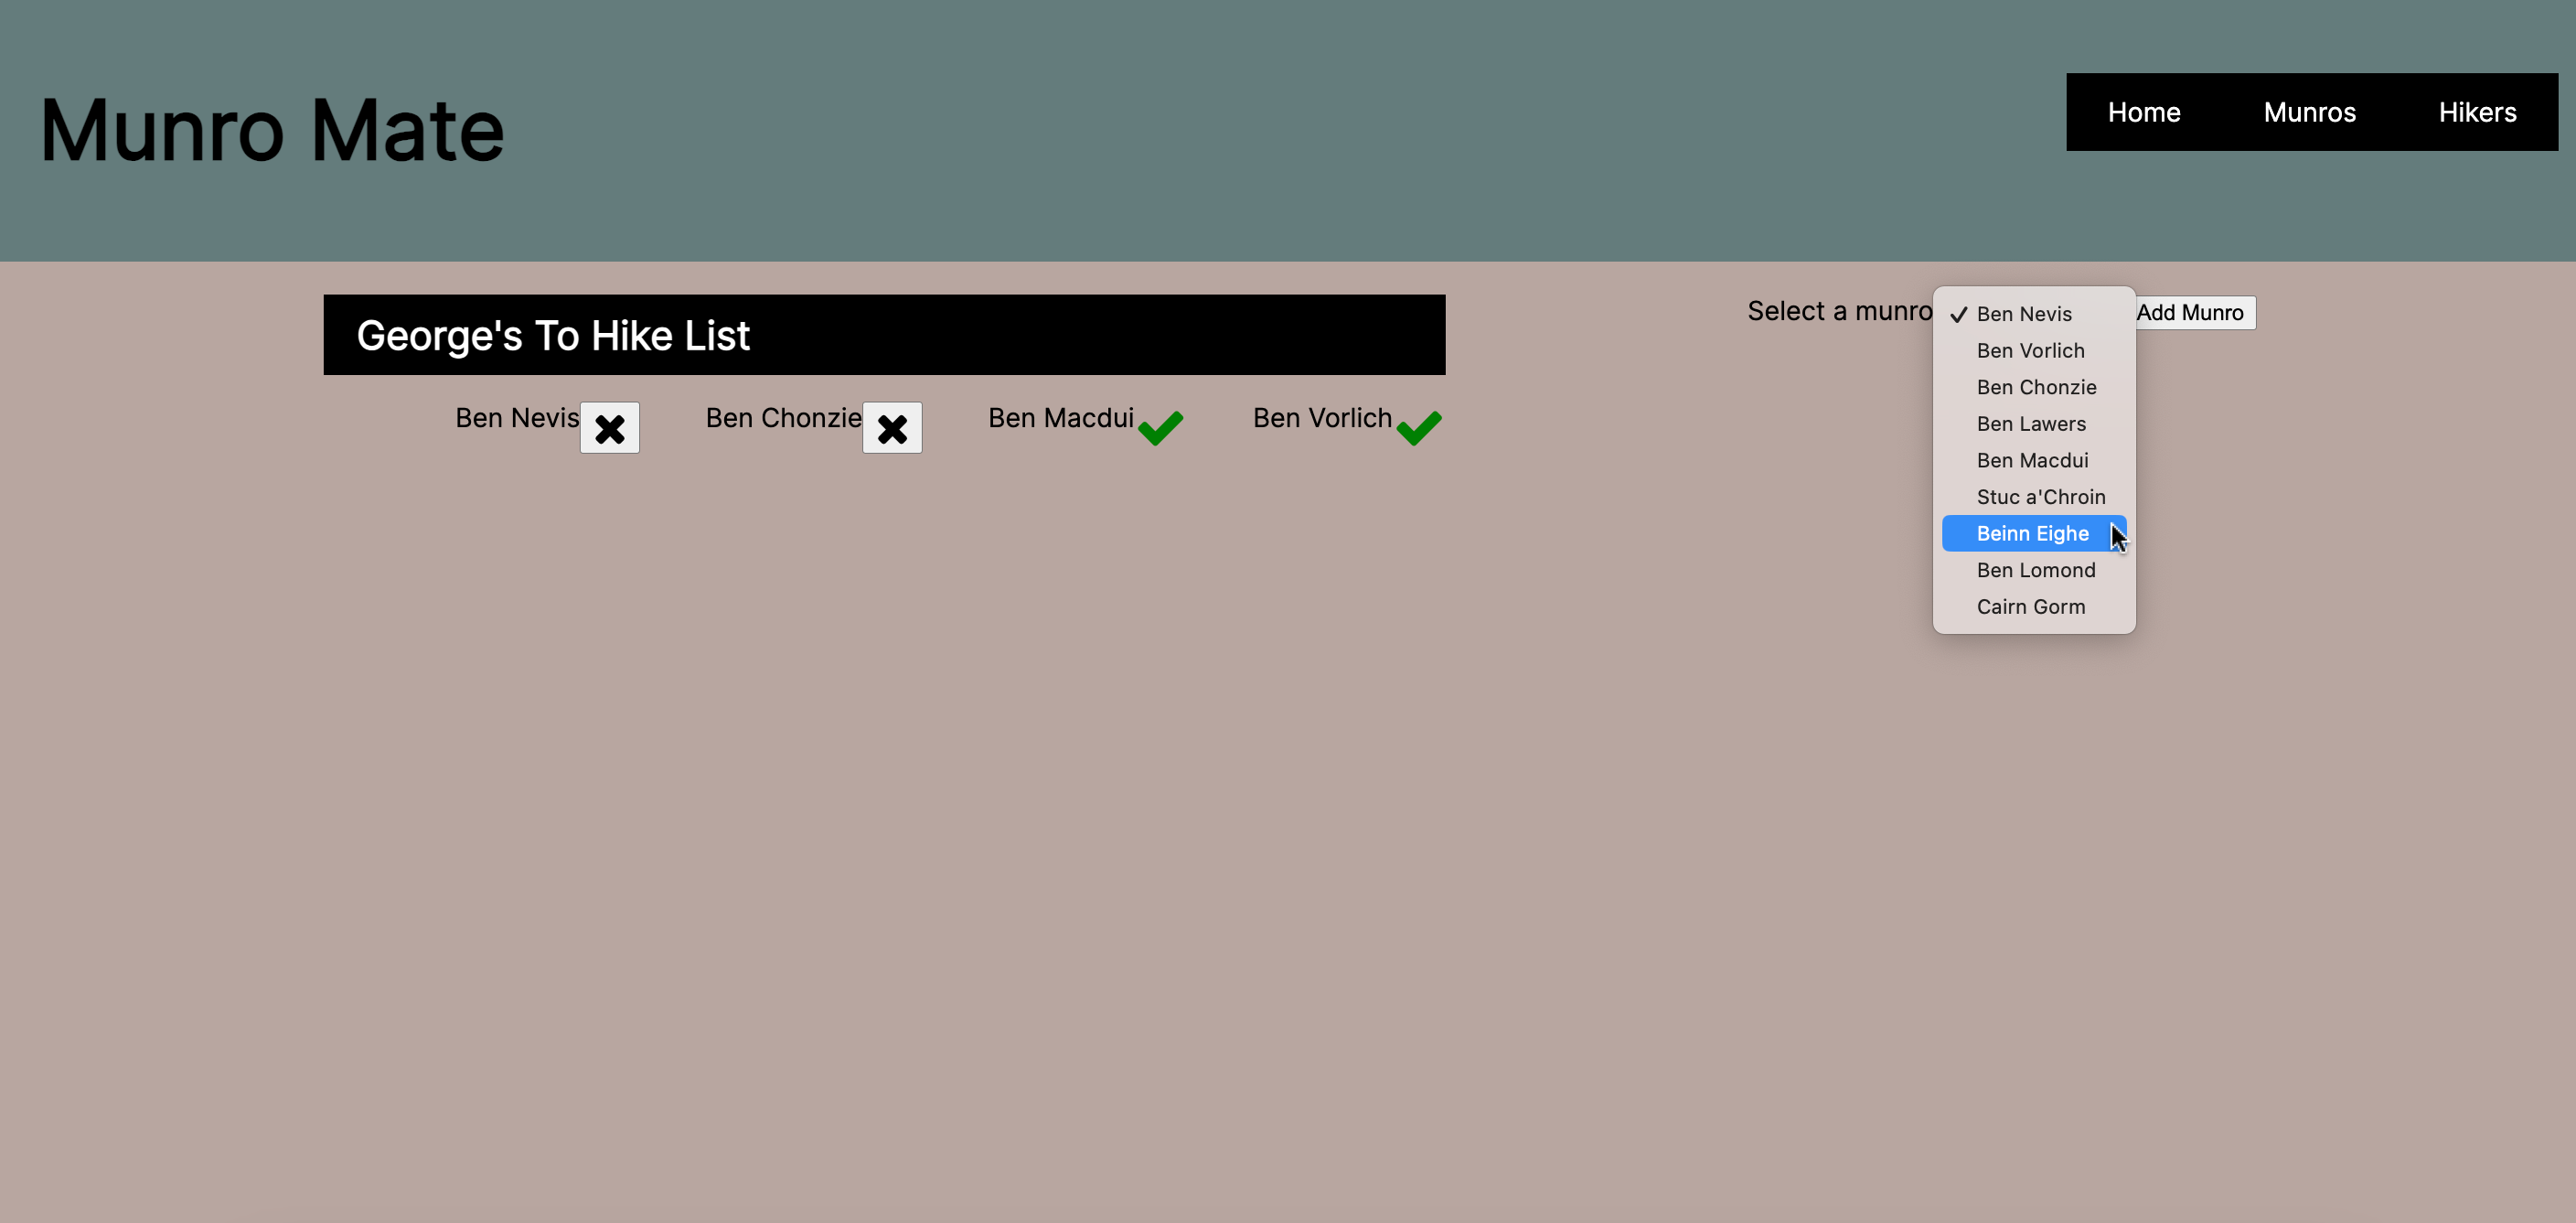 Munro Mate
Home Munros Hikers
George's To Hike List
Ben Nevis Ben Chonzie Ben Macdui Ben Vorlich
Select a munro
Ben Nevis
Ben Vorlich
Ben Chonzie
Ben Lawers
Ben Macdui
Stuc a'Chroin
Beinn Eighe
Ben Lomond
Cairn Gorm
Add Munro